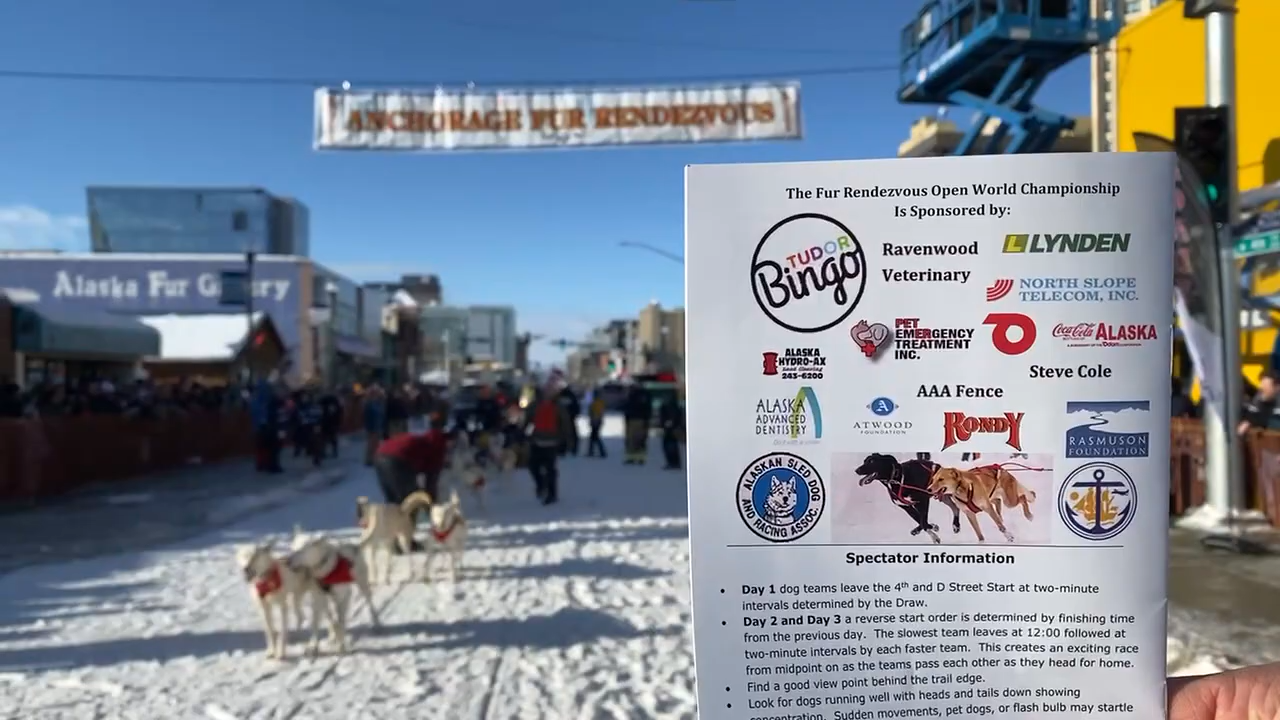 ANCHORAGE FUR RENDEZVOUS
Alaska Fur Gallery
The Fur Rendezvous Open World Championship
Is Sponsored by:
TUDOR
Bingo
Ravenwood
Veterinary
LYNDEN
NORTH SLOPE
TELECOM, INC.
PET
EMERGENCY
TREATMENT
INC.
Coca-Cola ALASKA
ALASKA
HYDRO-AX
Land Clearing
243-6200
Steve Cole
AAA Fence
ALASKA
ADVANCED
DENTISTRY
A
ATWOOD
FOUNDATION
RONDY
RASMUSON
FOUNDATION
ALASKAN SLED DOG
AND RACING ASSOC.
Spectator Information
• Day 1 dog teams leave the 4th and D Street Start at two-minute
intervals determined by the Draw.
• Day 2 and Day 3 a reverse start order is determined by finishing time
from the previous day. The slowest team leaves at 12:00 followed at
two-minute intervals by each faster team. This creates an exciting race
from midpoint on as the teams pass each other as they head for home.
• Find a good view point behind the trail edge.
• Look for dogs running well with heads and tails down showing
concentration. Sudden movements, pet dogs, or flash bulb may startle